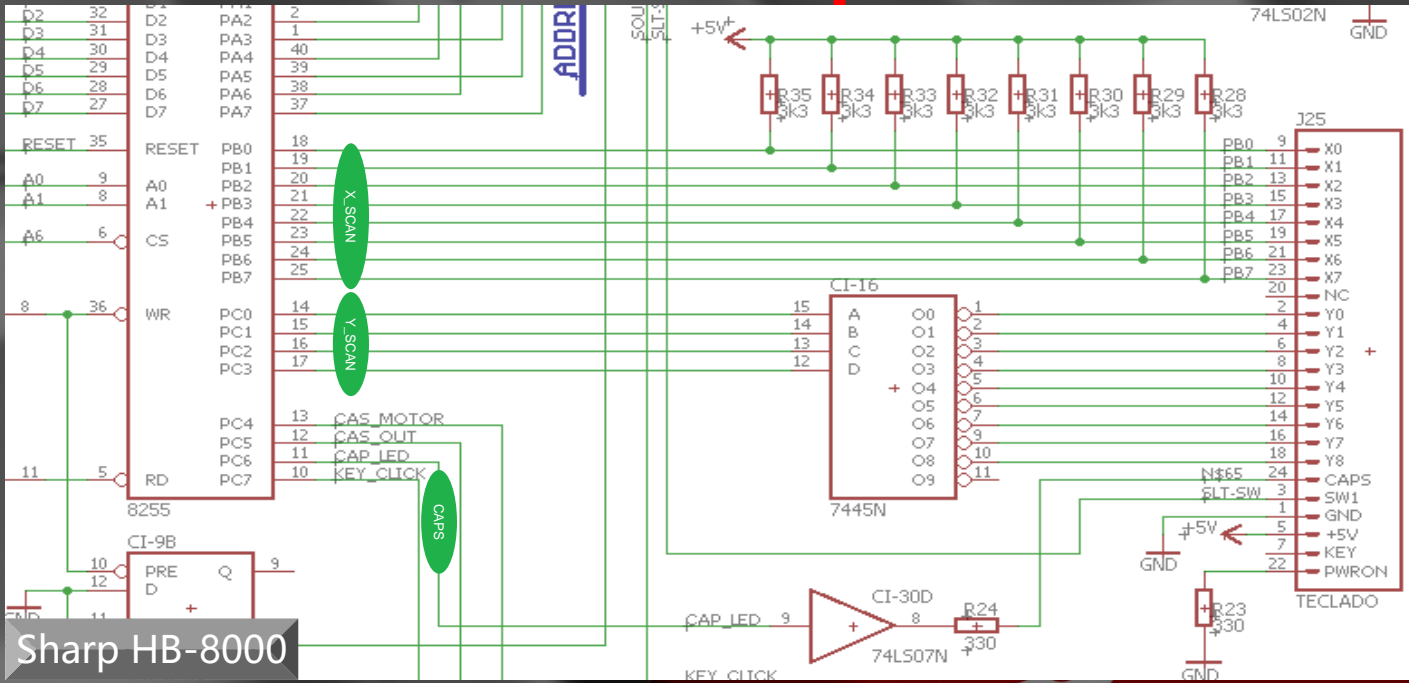 D2 32 D2 PA2 2
D3 31 D3 PA3 1
D4 30 D4 PA4 40
D5 29 D5 PA5 39
D6 28 D6 PA6 38
D7 27 D7 PA7 37
RESET 35 RESET PB0 18
PB1 19
A0 9 A0 PB2 20
A1 8 A1 PB3 21
PB4 22
A6 6 CS PB5 23
PB6 24
PB7 25
8 36 WR PC0 14
PC1 15
PC2 16
PC3 17
PC4 13 CAS_MOTOR
PC5 12 CAS_OUT
PC6 11 CAP_LED
11 5 RD PC7 10 KEY_CLICK
8255
X_SCAN
Y_SCAN
CAPS
ADDR
SLT-S
+5V
74LS02N
GND
R35 R34 R33 R32 R31 R30 R29 R28
3k3 3k3 3k3 3k3 3k3 3k3 3k3 3k3
J25
PB0 9 X0
PB1 11 X1
PB2 13 X2
PB3 15 X3
PB4 17 X4
PB5 19 X5
PB6 21 X6
PB7 23 X7
20 NC
2 Y0
4 Y1
6 Y2
8 Y3
10 Y4
12 Y5
14 Y6
16 Y7
18 Y8
N$65 24 CAPS
SLT-SW 3 SW1
1 GND
+5V 5 +5V
7 KEY
22 PWRON
TECLADO
GND
R23
330
GND
CI-16
15 A O0 1
14 B O1 2
13 C O2 3
12 D O3 4
O4 5
O5 6
O6 7
O7 9
O8 10
O9 11
7445N
CI-9B
10 PRE Q 9
12 D
11
GND
CAP_LED 9 CI-30D 8 R24
74LS07N 330
KEY_CLICK
Sharp HB-8000